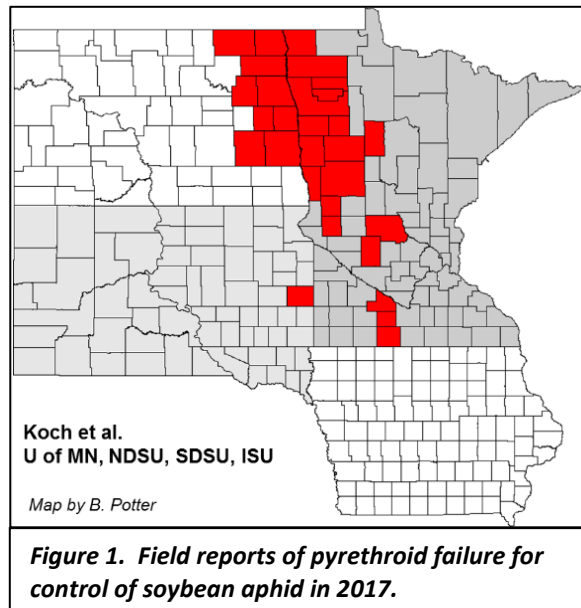 Koch et al.
U of MN, NDSU, SDSU, ISU
Map by B. Potter
Figure 1.  Field reports of pyrethroid failure for
control of soybean aphid in 2017.